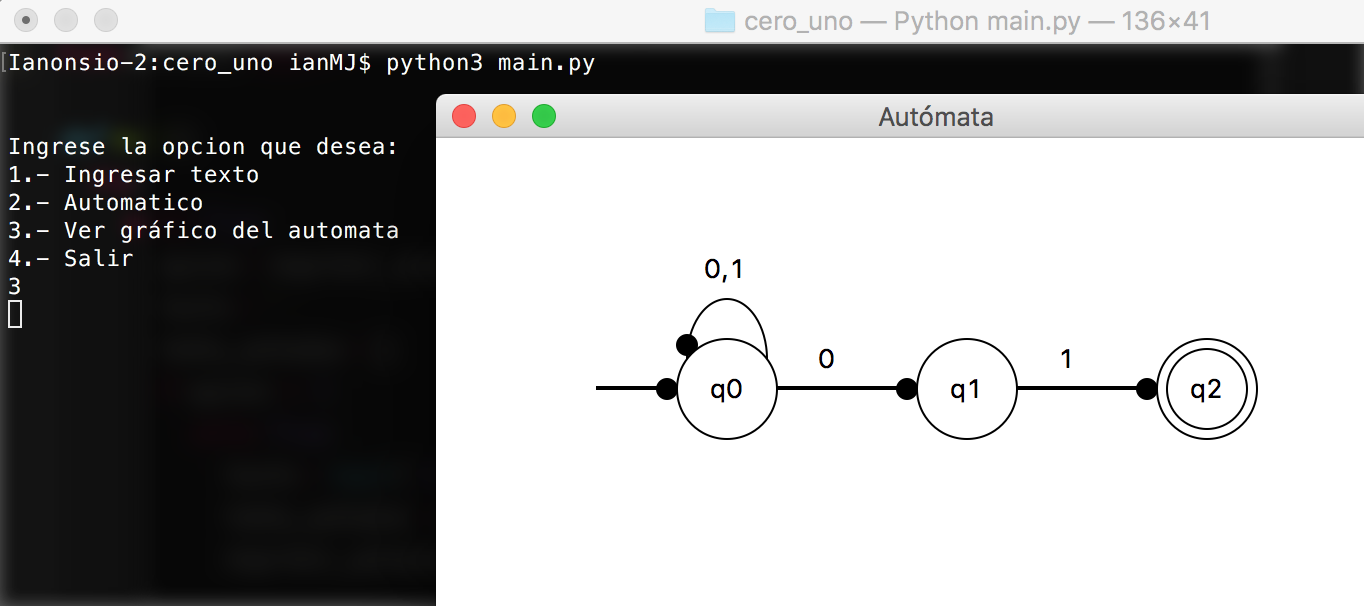 cero_uno — Python main.py — 136×41
[Ianonsio-2:cero_uno ianMJ$ python3 main.py
Autómata
Ingrese la opcion que desea:
1.- Ingresar texto
2.- Automatico
3.- Ver gráfico del automata
4.- Salir
3
0,1
0
1
q0
q1
q2